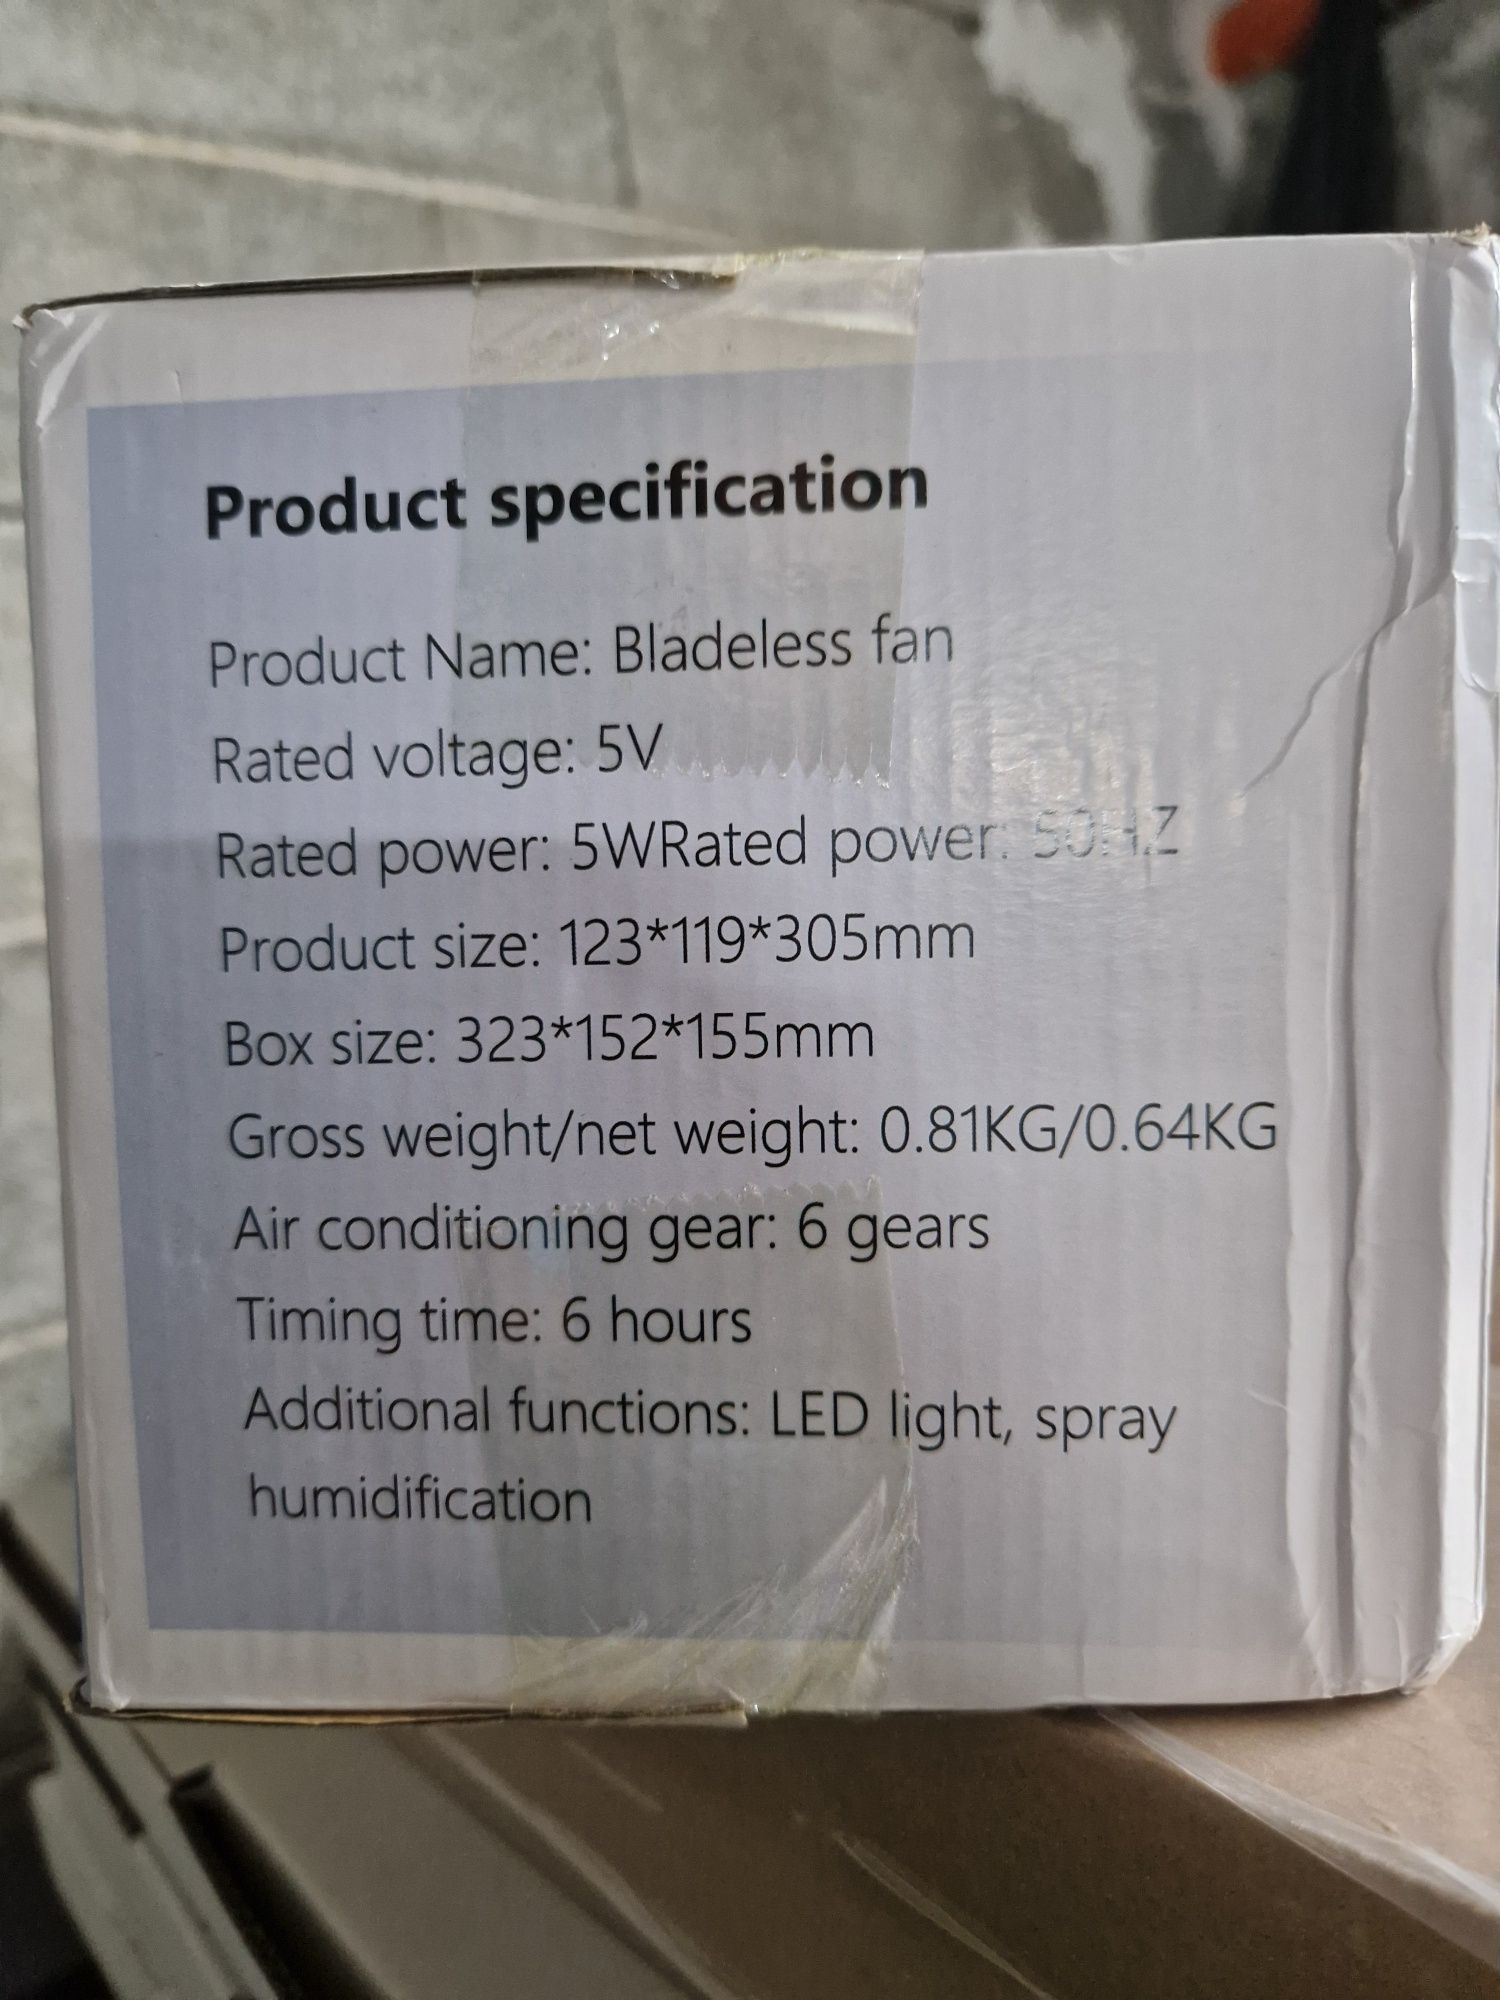 Product specification
Product Name: Bladeless fan
Rated voltage: 5V
Rated power: 5WRated power: 50HZ
Product size: 123*119*305mm
Box size: 323*152*155mm
Gross weight/net weight: 0.81KG/0.64KG
Air conditioning gear: 6 gears
Timing time: 6 hours
Additional functions: LED light, spray
humidification